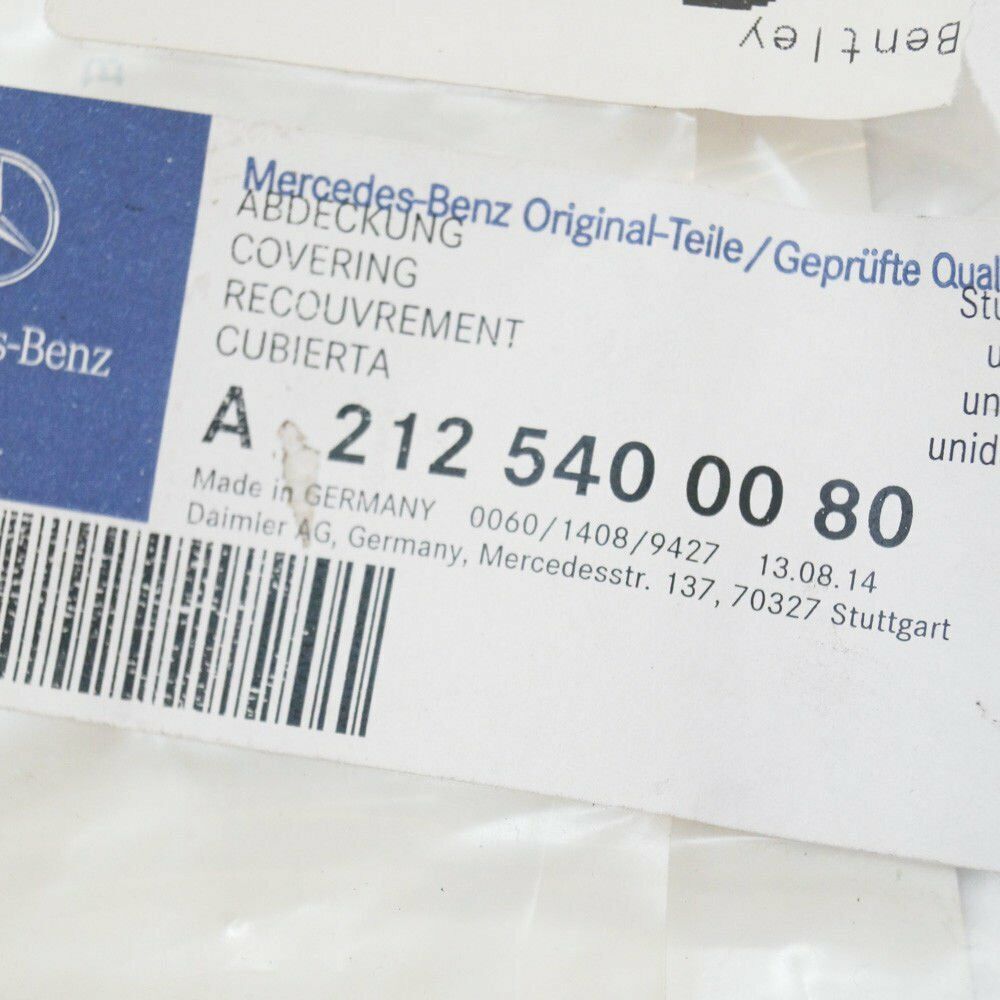 Bentley
Mercedes-Benz Original-Teile/Geprüfte Qual
ABDECKUNG
COVERING
RECOUVREMENT
CUBIERTA
Stü
u
un
unid
s-Benz
A 212 540 00 80
Made in GERMANY 0060/1408/9427 13.08.14
Daimler AG, Germany, Mercedesstr. 137, 70327 Stuttgart